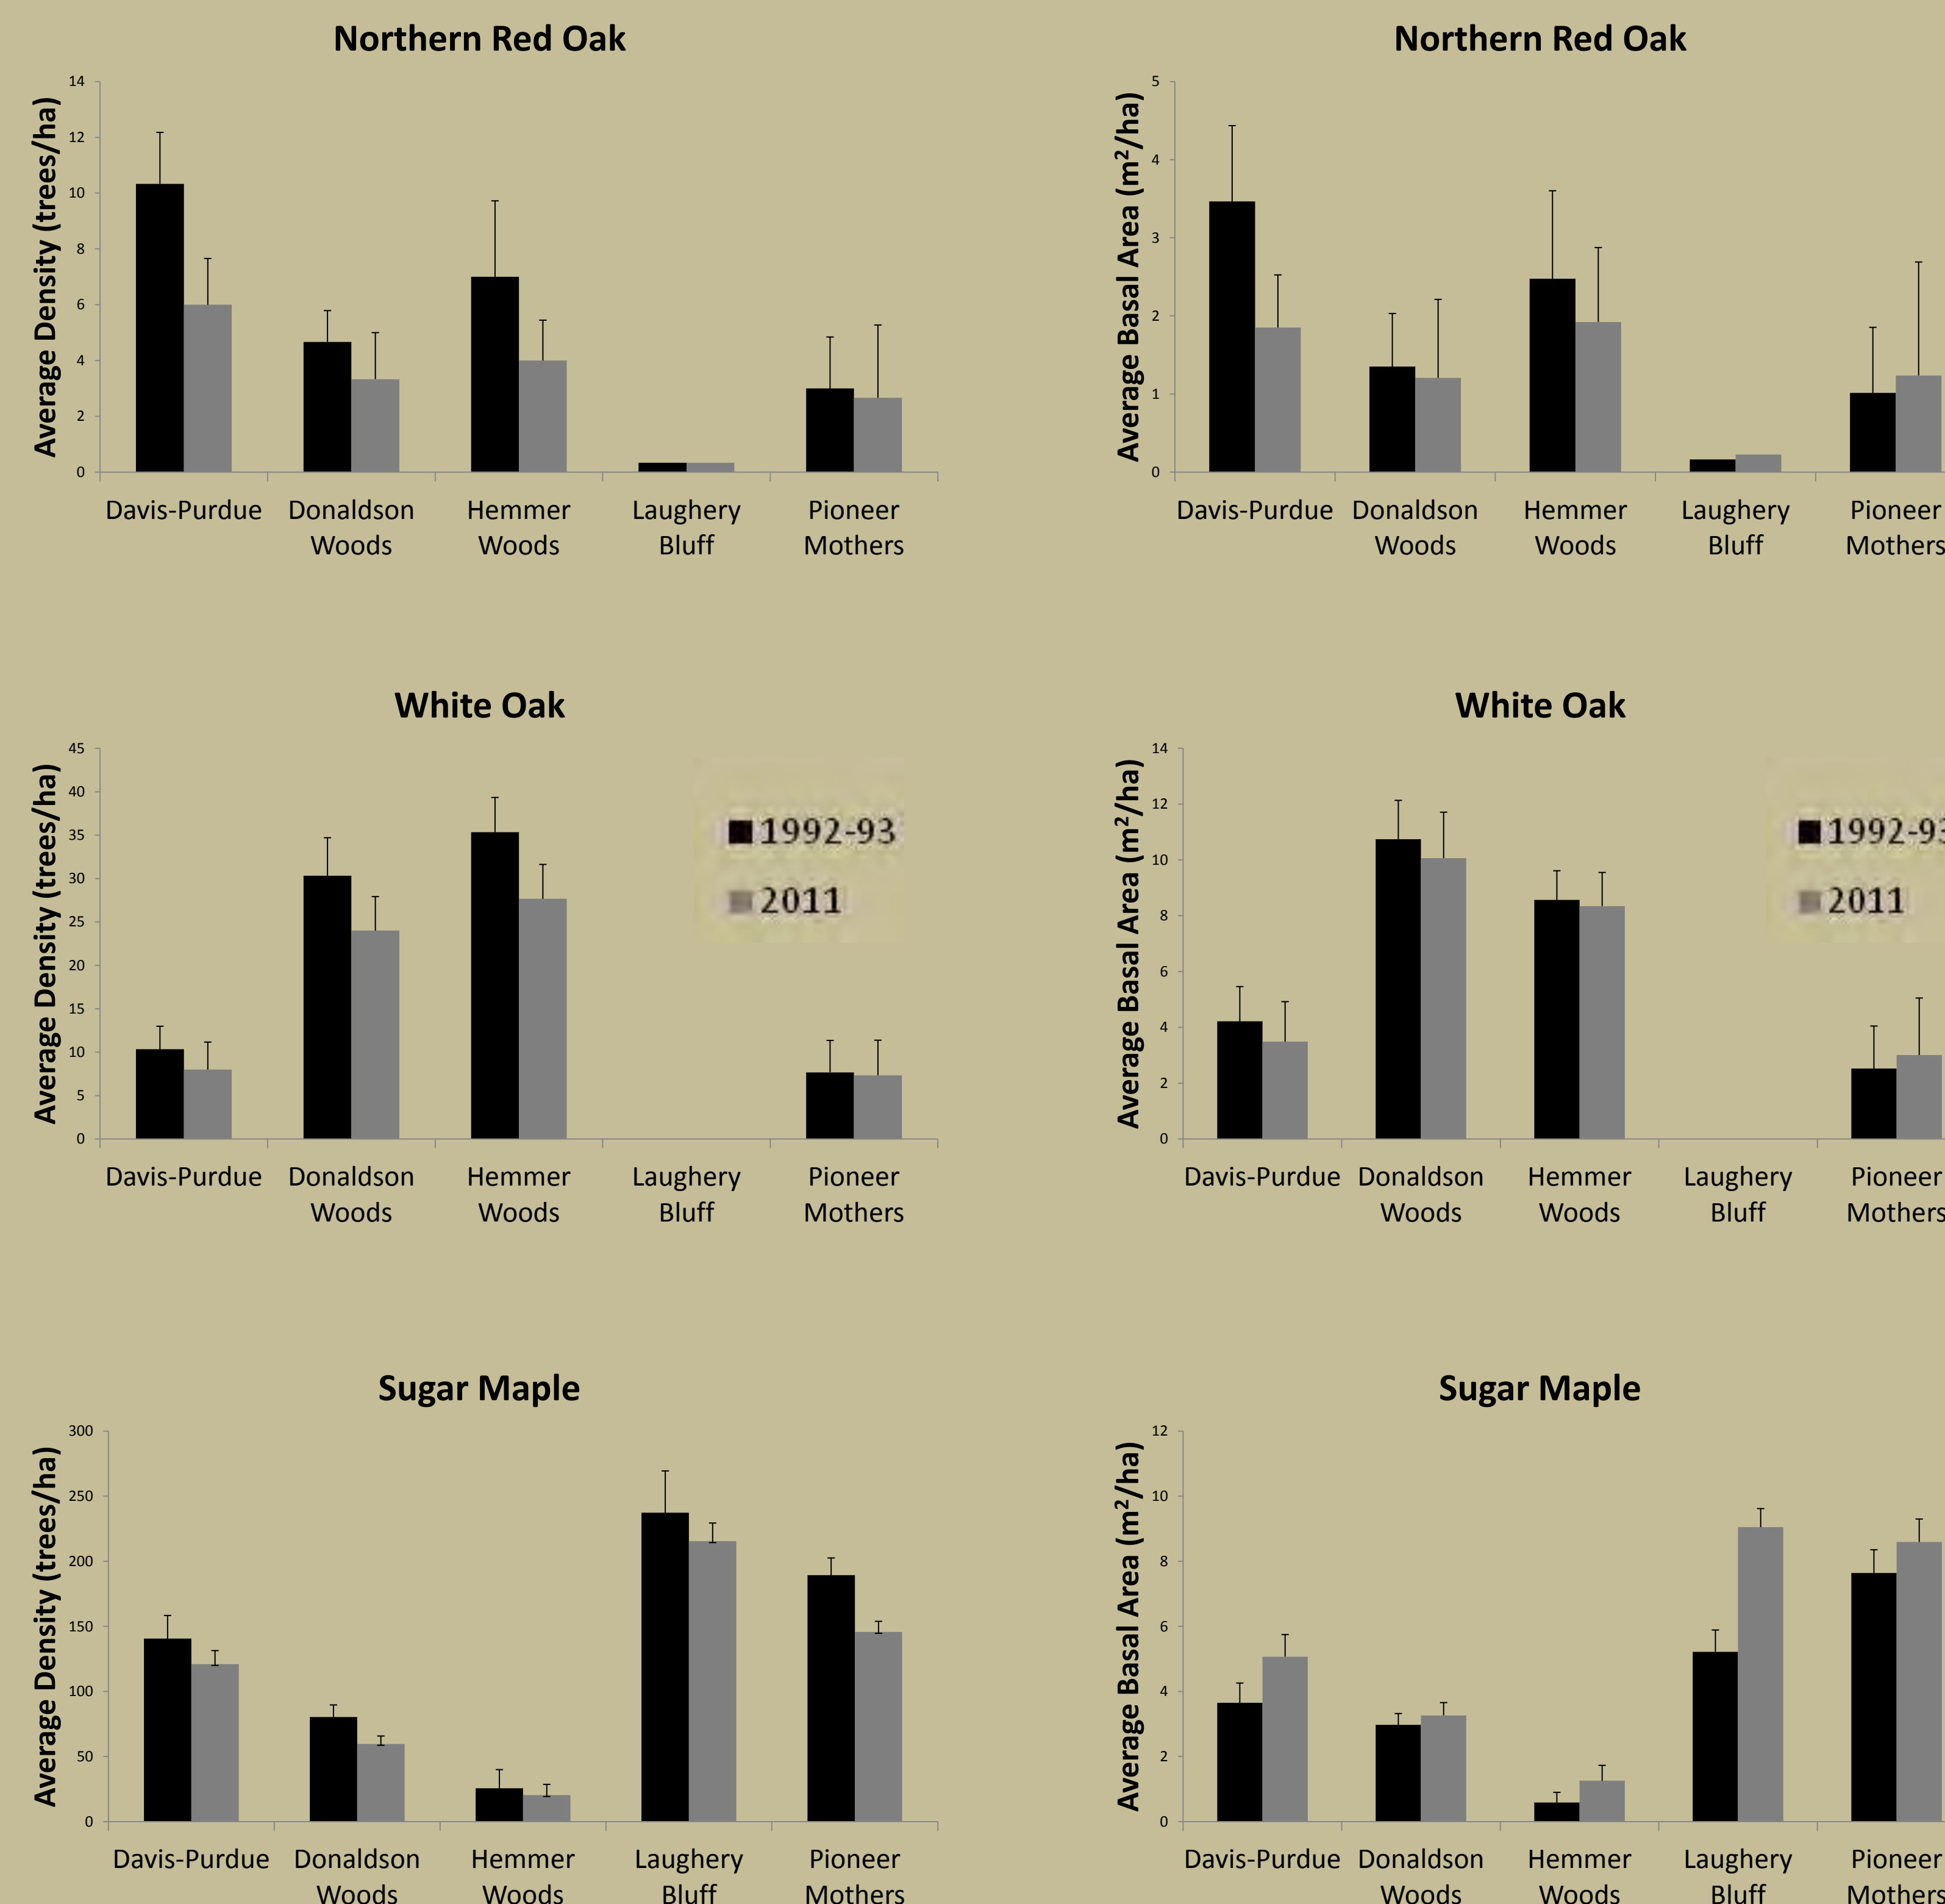 Northern Red Oak
Average Density (trees/ha)
14
12
10
8
6
4
2
0
Davis-Purdue
Donaldson
Woods
Hemmer
Woods
Laughery
Bluff
Pioneer
Mothers
Northern Red Oak
Average Basal Area (m²/ha)
5
4
3
2
1
0
Davis-Purdue
Donaldson
Woods
Hemmer
Woods
Laughery
Bluff
Pioneer
Mothers
White Oak
Average Density (trees/ha)
45
40
35
30
25
20
15
10
5
0
1992-93
2011
Davis-Purdue
Donaldson
Woods
Hemmer
Woods
Laughery
Bluff
Pioneer
Mothers
White Oak
Average Basal Area (m²/ha)
14
12
10
8
6
4
2
0
1992-93
2011
Davis-Purdue
Donaldson
Woods
Hemmer
Woods
Laughery
Bluff
Pioneer
Mothers
Sugar Maple
Average Density (trees/ha)
300
250
200
150
100
50
0
Davis-Purdue
Donaldson
Woods
Hemmer
Woods
Laughery
Bluff
Pioneer
Mothers
Sugar Maple
Average Basal Area (m²/ha)
12
10
8
6
4
2
0
Davis-Purdue
Donaldson
Woods
Hemmer
Woods
Laughery
Bluff
Pioneer
Mothers